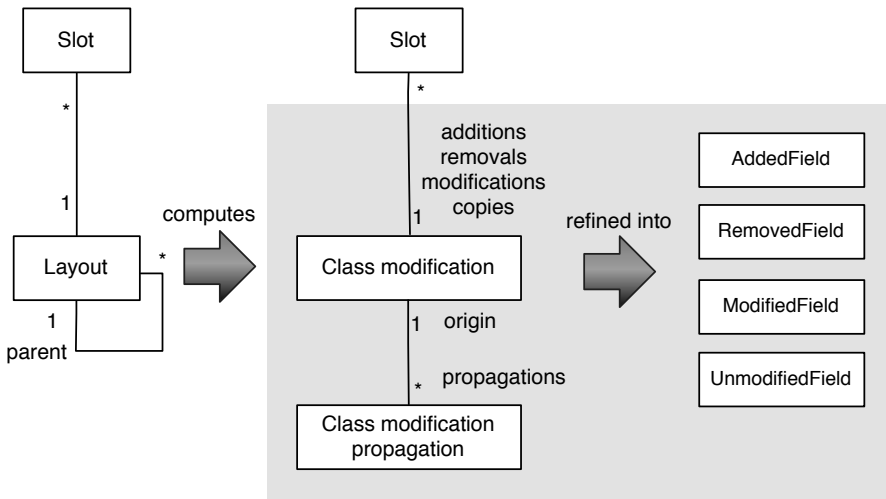 Slot
*
1
Layout
*
1
parent
computes
Slot
*
additions
removals
modifications
copies
1
Class modification
1
origin
propagations
*
Class modification
propagation
refined into
AddedField
RemovedField
ModifiedField
UnmodifiedField